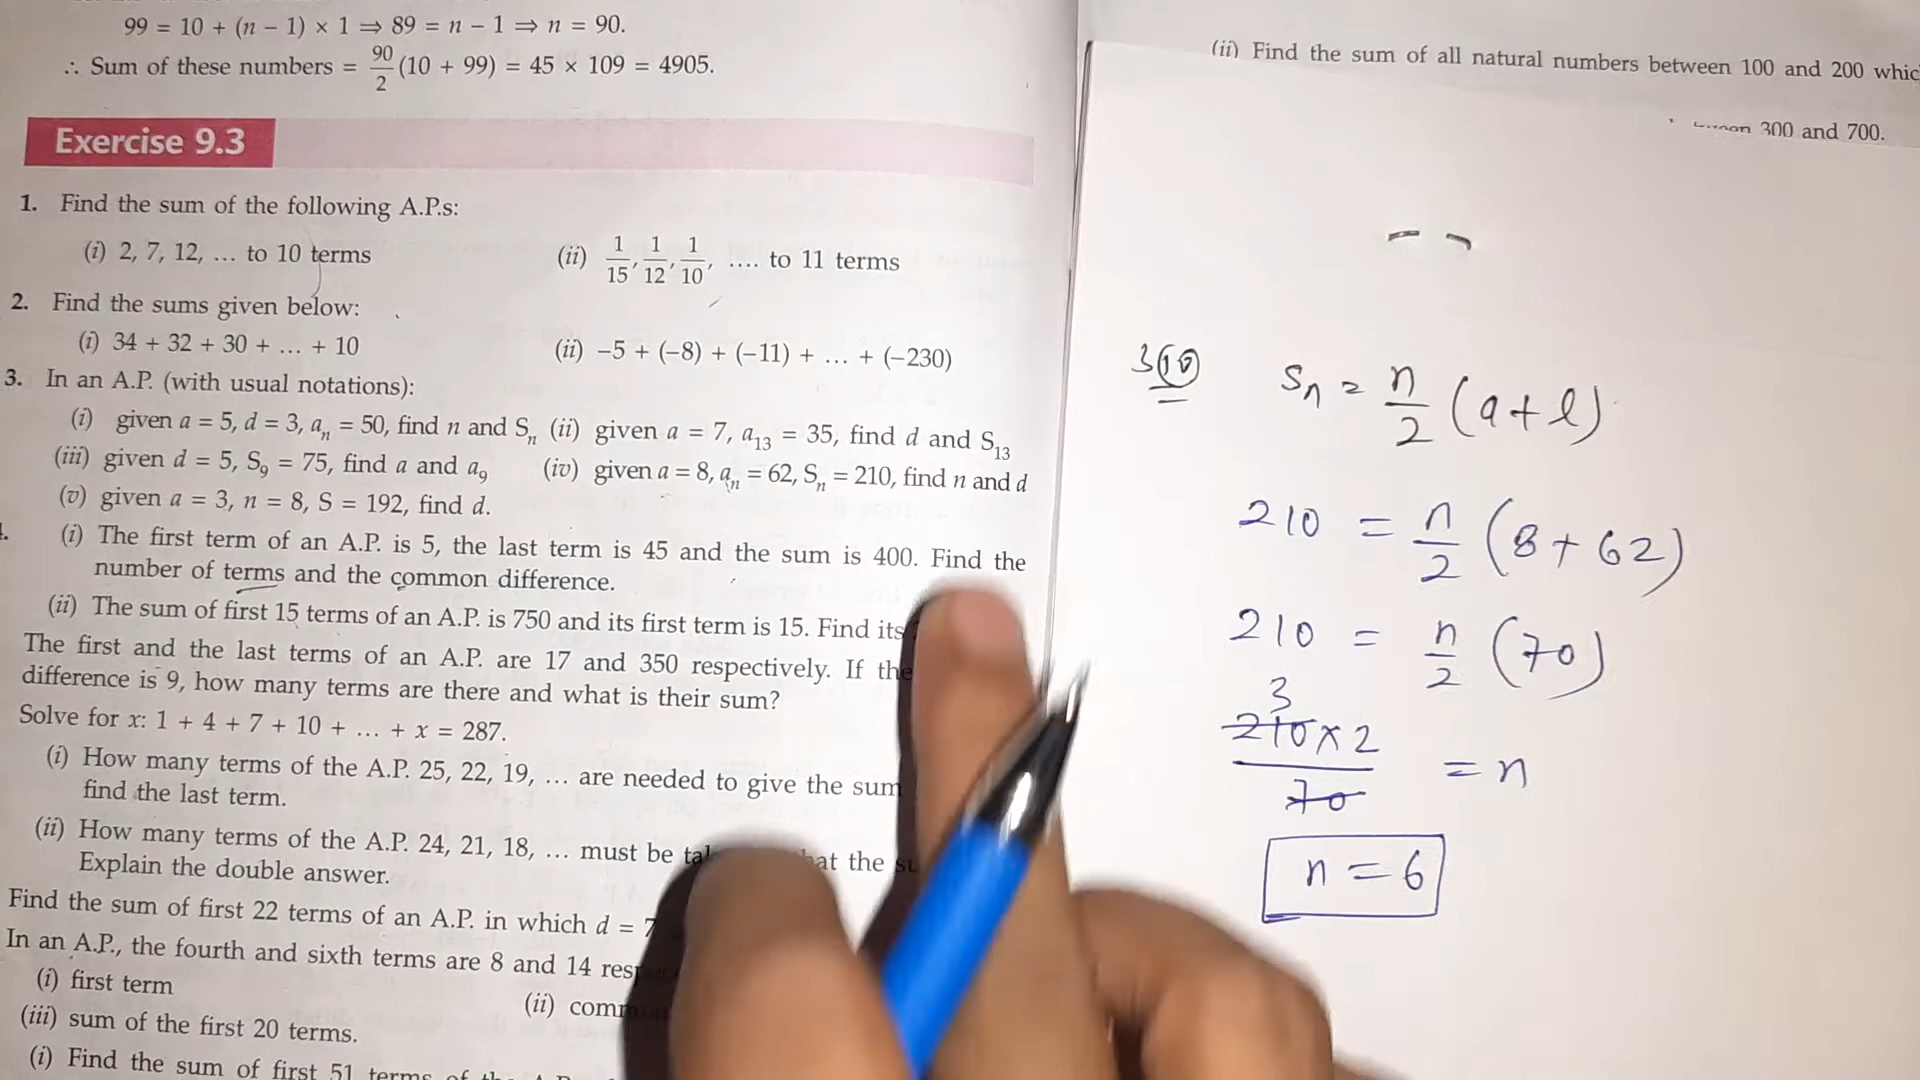 99 = 10 + (n − 1) × 1 ⇒ 89 = n − 1 ⇒ n = 90.
∴ Sum of these numbers = 90/2 (10 + 99) = 45 × 109 = 4905.
Exercise 9.3
1. Find the sum of the following A.P.s:
(i) 2, 7, 12, ... to 10 terms (ii) 1/15, 1/12, 1/10, .... to 11 terms
2. Find the sums given below:
(i) 34 + 32 + 30 + ... + 10 (ii) −5 + (−8) + (−11) + ... + (−230)
3. In an A.P. (with usual notations):
(i) given a = 5, d = 3, aₙ = 50, find n and Sₙ (ii) given a = 7, a₁₃ = 35, find d and S₁₃
(iii) given d = 5, S₉ = 75, find a and a₉ (iv) given a = 8, aₙ = 62, Sₙ = 210, find n and d
(v) given a = 3, n = 8, S = 192, find d.
(i) The first term of an A.P. is 5, the last term is 45 and the sum is 400. Find the
number of terms and the common difference.
(ii) The sum of first 15 terms of an A.P. is 750 and its first term is 15. Find its
The first and the last terms of an A.P. are 17 and 350 respectively. If the
difference is 9, how many terms are there and what is their sum?
Solve for x: 1 + 4 + 7 + 10 + ... + x = 287.
(i) How many terms of the A.P. 25, 22, 19, ... are needed to give the sum
find the last term.
(ii) How many terms of the A.P. 24, 21, 18, ... must be that the
Explain the double answer.
Find the sum of first 22 terms of an A.P. in which d = 7
In an A.P., the fourth and sixth terms are 8 and 14
(i) first term
(ii)
(iii) sum of the first 20 terms.
(i) Find the sum of first 51 terms of
(ii) Find the sum of all natural numbers between 100 and 200
300 and 700.
Sₙ = n/2 (a + l)
210 = n/2 (8 + 62)
210 = n/2 (70)
3
210 × 2 / 70 = n
n = 6